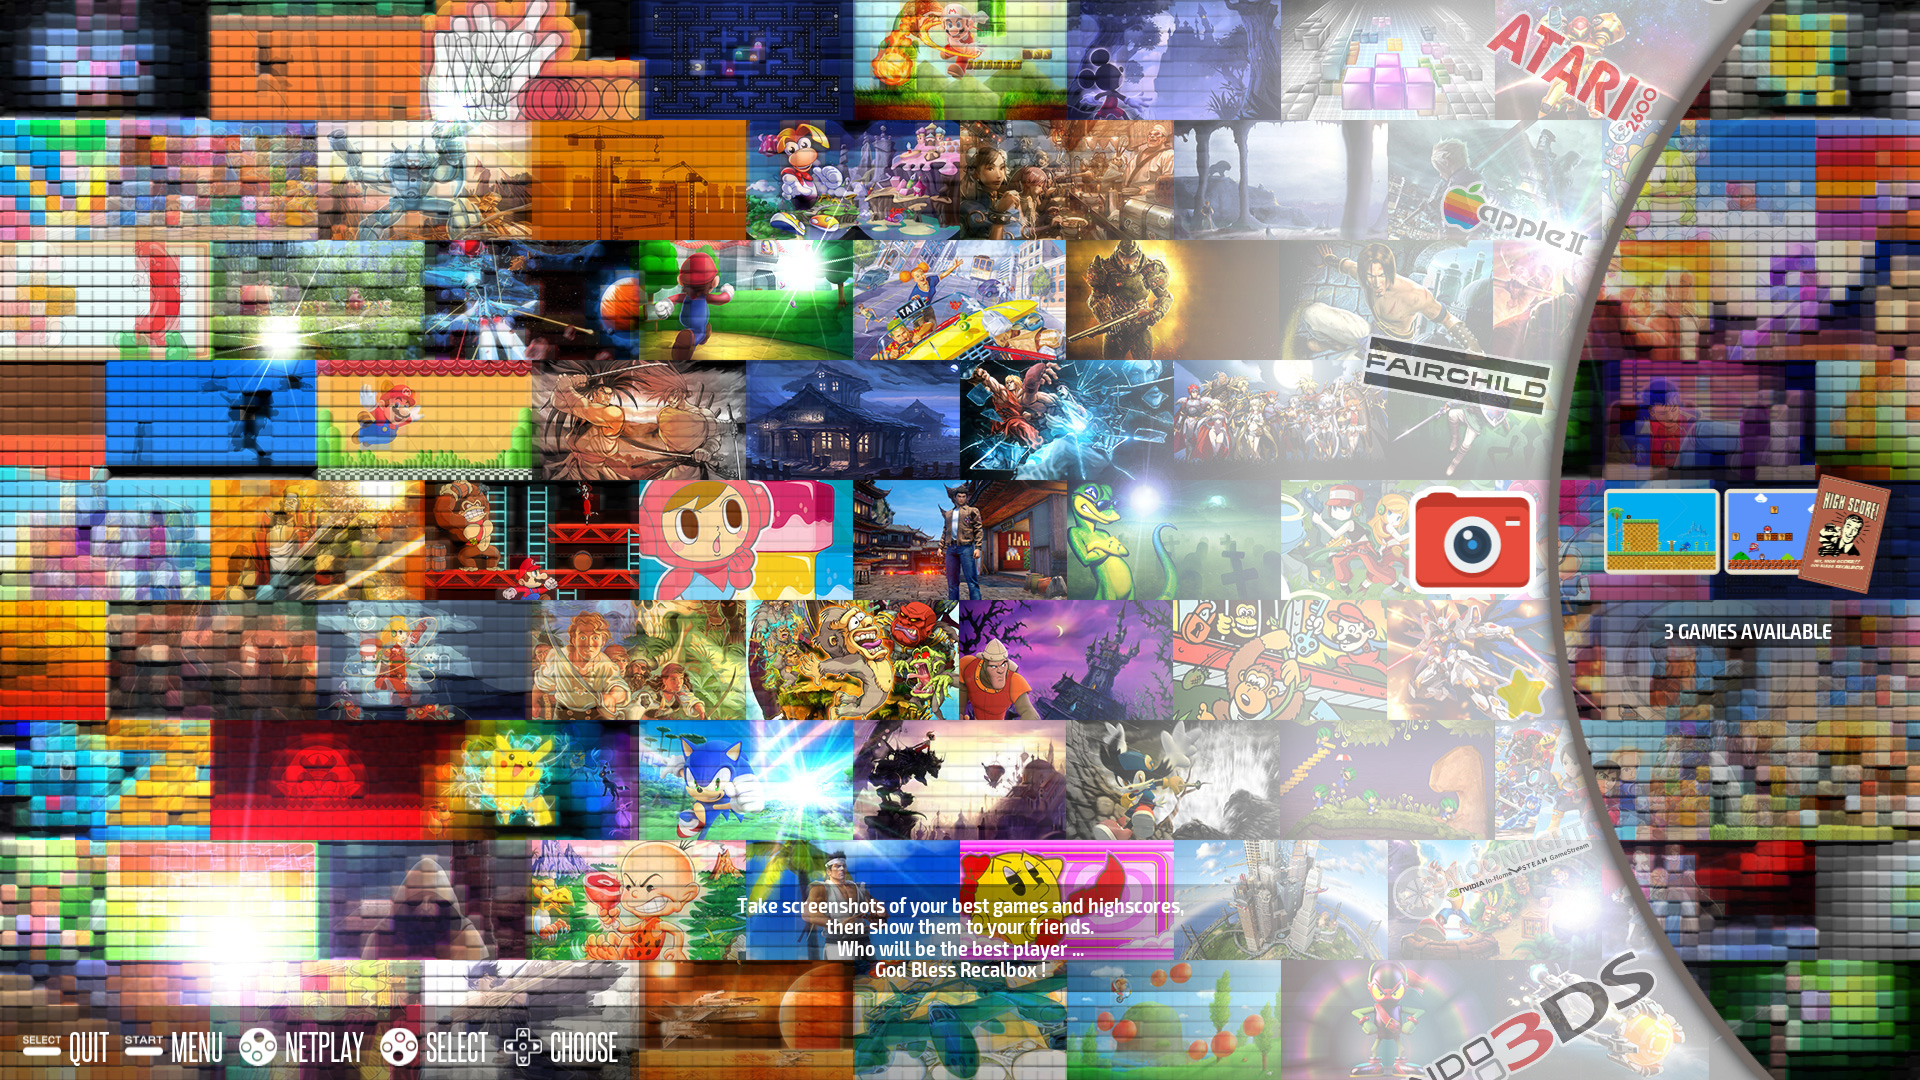 ATARI
2600
apple ][
FAIRCHILD
TAXI
HIGH SCORE!
3 GAMES AVAILABLE
MOONLIGHT
NVIDIA In-Home STEAM GameStream
Take screenshots of your best games and highscores,
then show them to your friends.
Who will be the best player ...
God Bless Recalbox !
NDO 3DS
SELECT QUIT START MENU NETPLAY SELECT CHOOSE